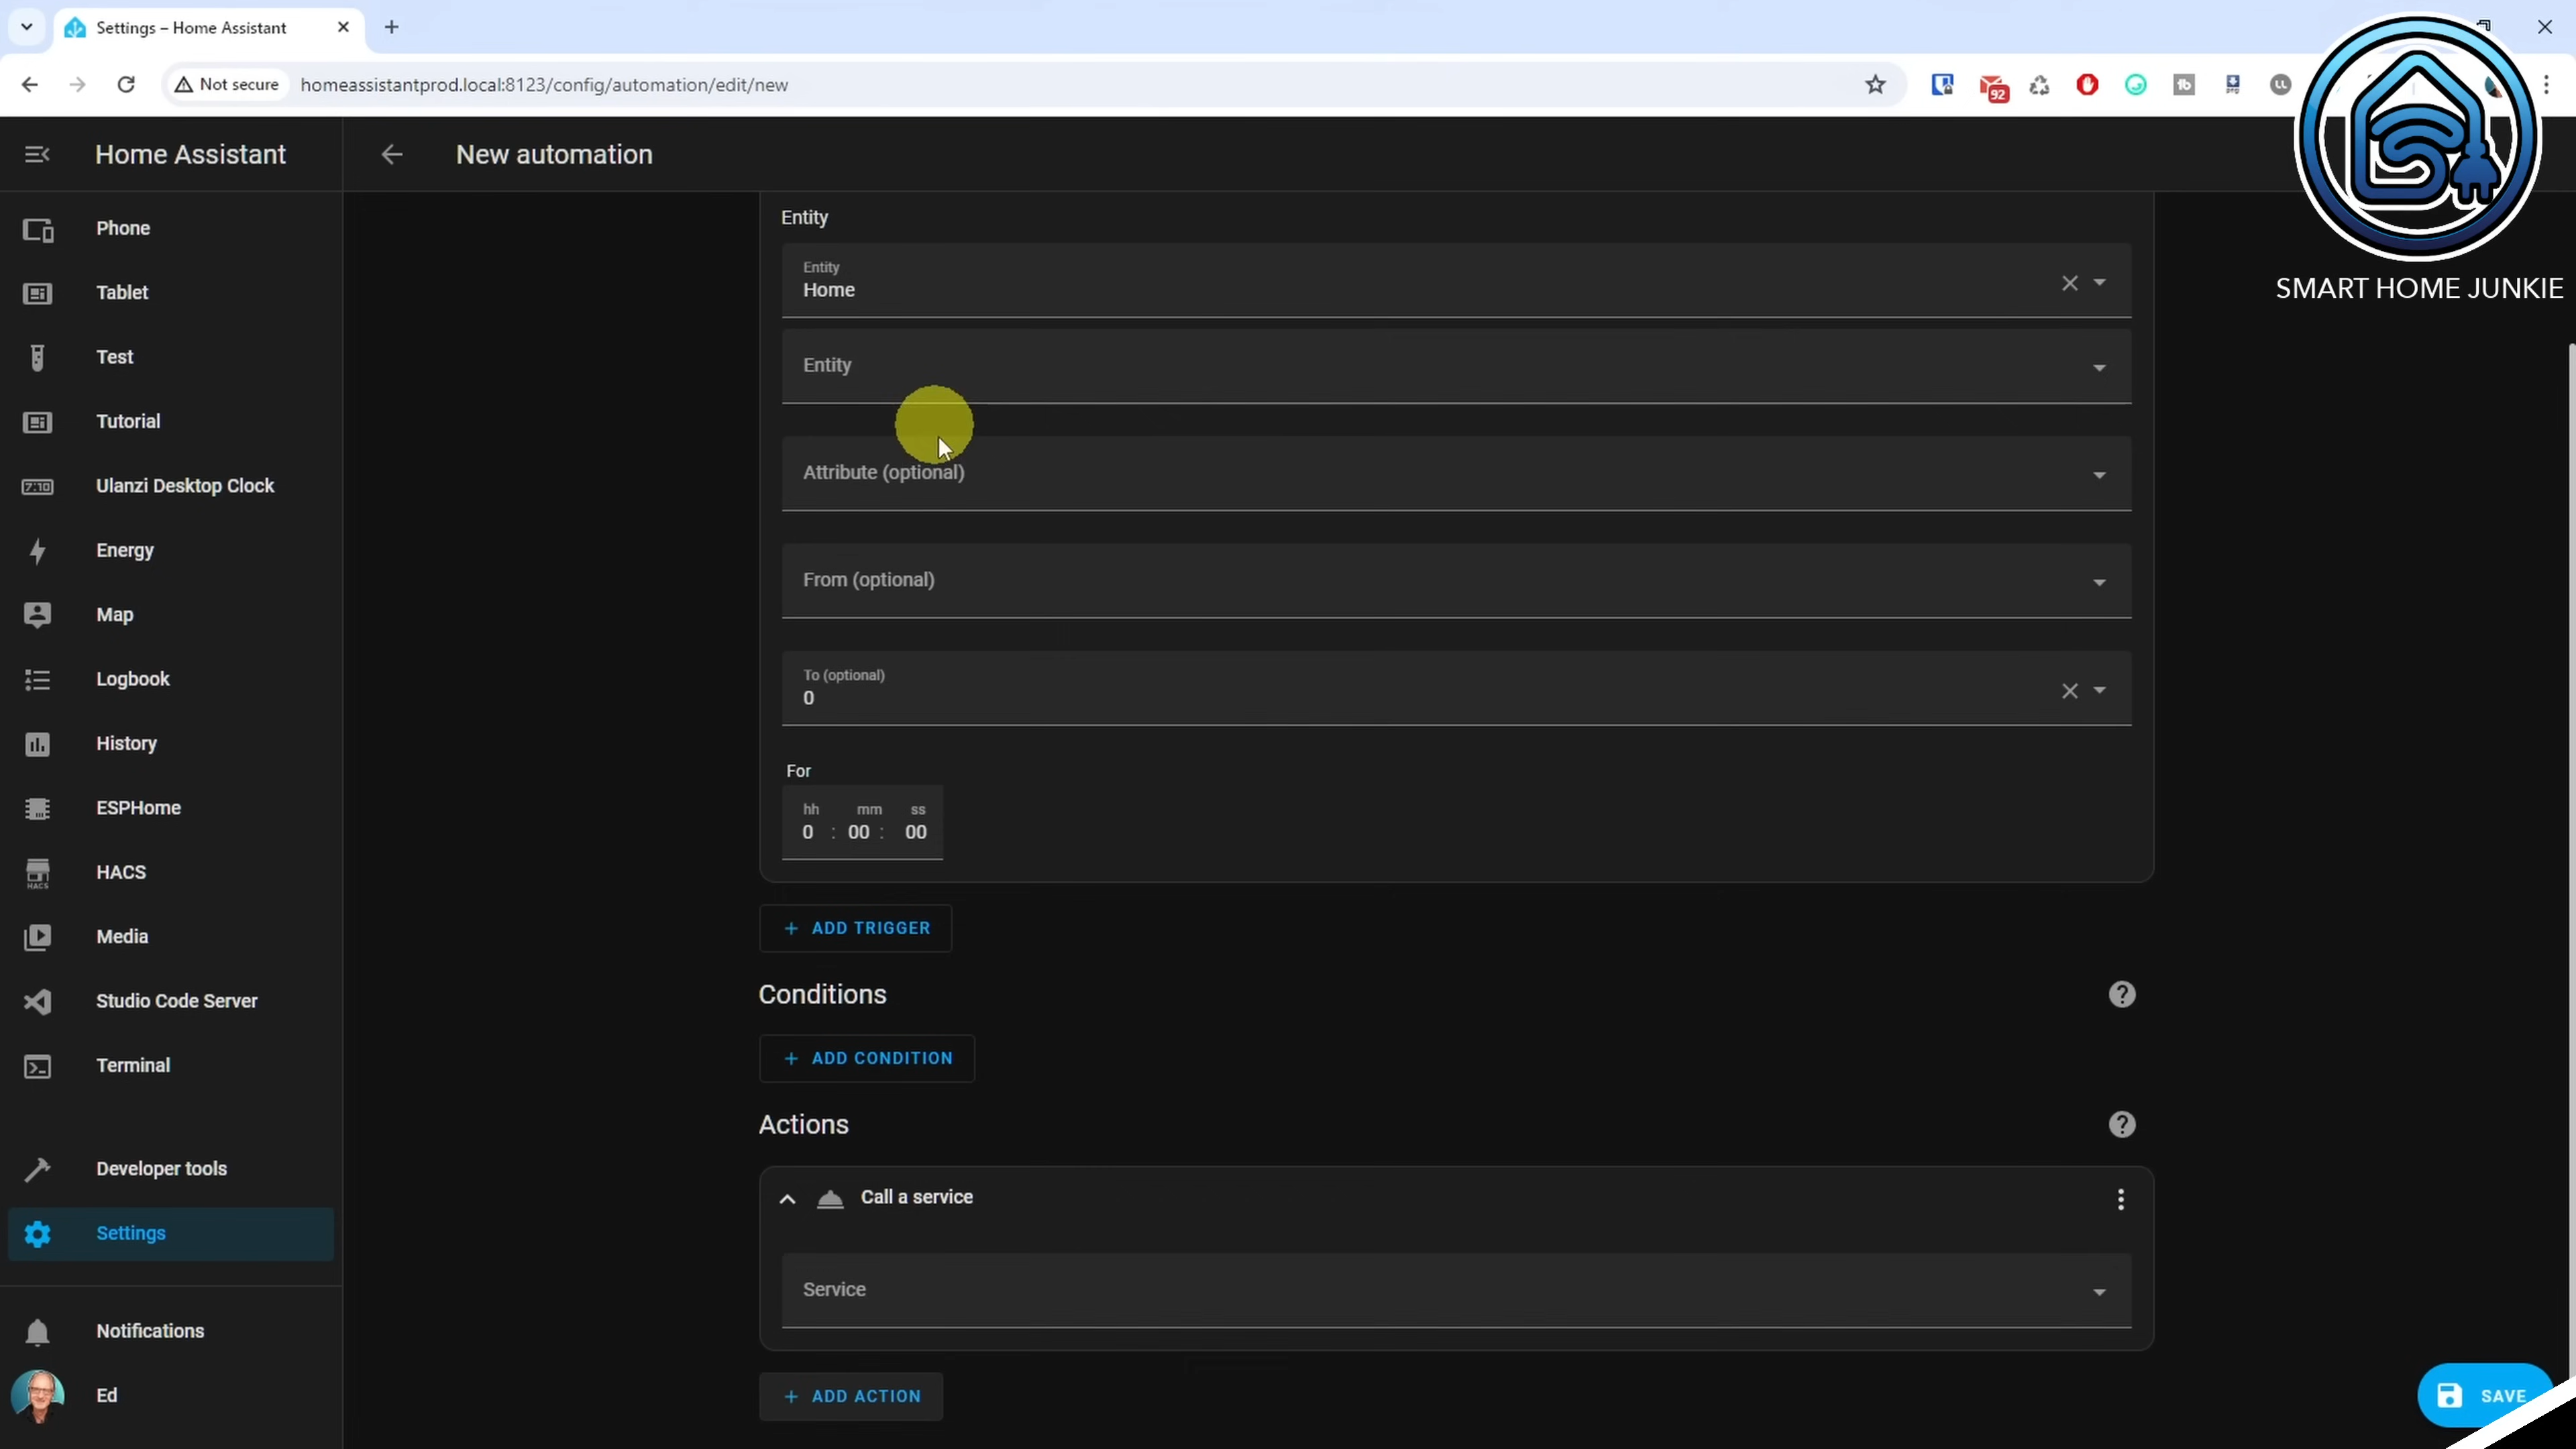 Settings – Home Assistant
Not secure
homeassistantprod.local:8123/config/automation/edit/new
92
Home Assistant
New automation
SMART HOME JUNKIE
Phone
Tablet
Test
Tutorial
7:10
Ulanzi Desktop Clock
Energy
Map
Logbook
History
ESPHome
HACS
HACS
Media
Studio Code Server
Terminal
Developer tools
Settings
Notifications
Ed
Entity
Entity
Home
Entity
Attribute (optional)
From (optional)
To (optional)
0
For
hh mm ss
0 : 00 : 00
+ ADD TRIGGER
Conditions
?
+ ADD CONDITION
Actions
?
Call a service
Service
+ ADD ACTION
SAVE